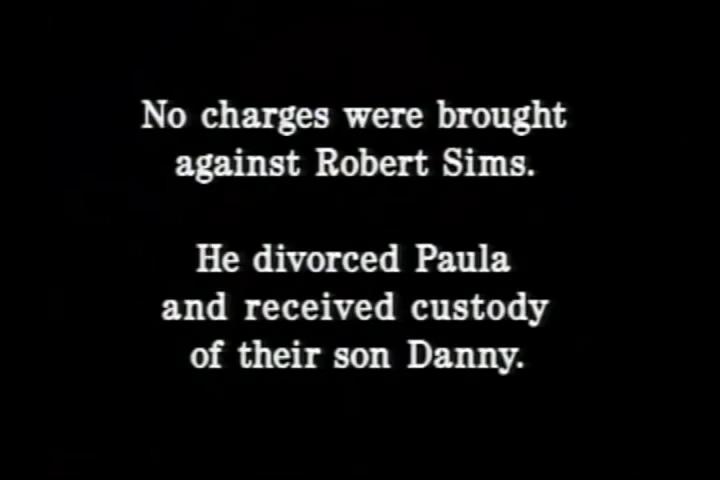 No charges were brought
against Robert Sims.
He divorced Paula
and received custody
of their son Danny.